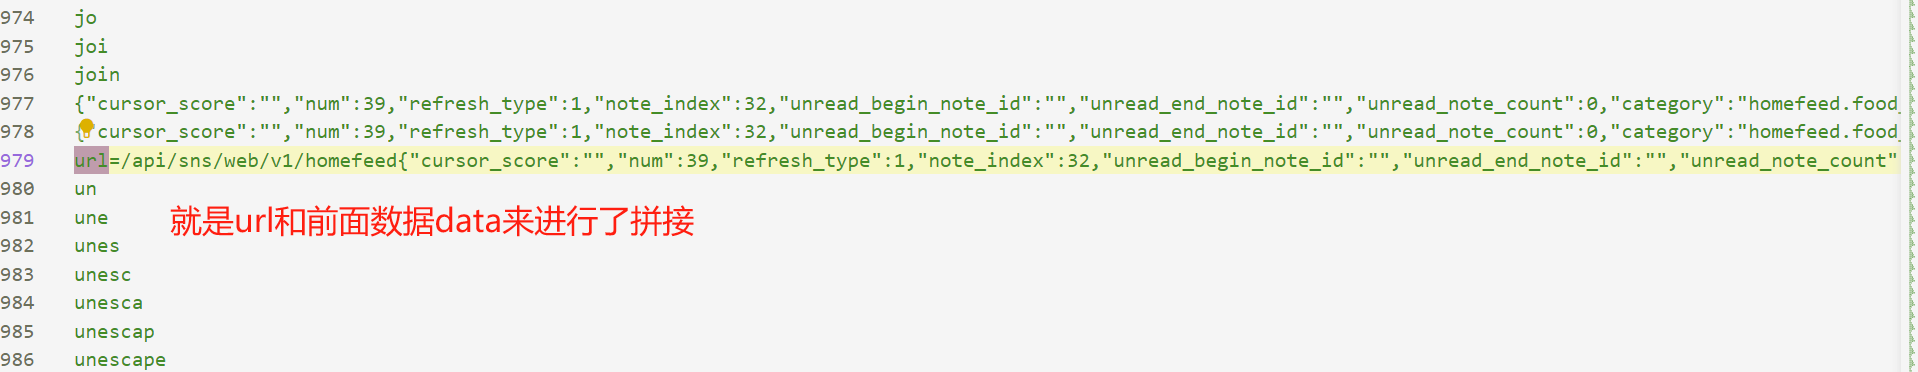 974 jo
975 joi
976 join
977 {"cursor_score":"","num":39,"refresh_type":1,"note_index":32,"unread_begin_note_id":"","unread_end_note_id":"","unread_note_count":0,"category":"homefeed.food_
978 cursor_score":"","num":39,"refresh_type":1,"note_index":32,"unread_begin_note_id":"","unread_end_note_id":"","unread_note_count":0,"category":"homefeed.food_
979 url=/api/sns/web/v1/homefeed{"cursor_score":"","num":39,"refresh_type":1,"note_index":32,"unread_begin_note_id":"","unread_end_note_id":"","unread_note_count"
980 un
981 une
就是url和前面数据data来进行了拼接
982 unes
983 unesc
984 unesca
985 unescap
986 unescape